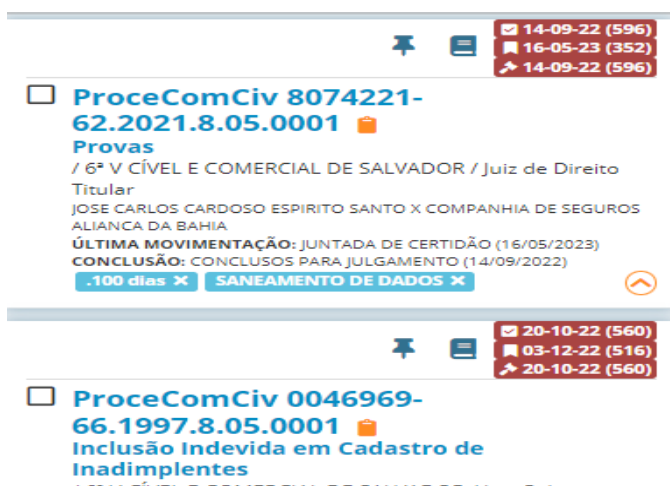 14-09-22 (596)
16-05-23 (352)
14-09-22 (596)
ProceComCiv 8074221-
62.2021.8.05.0001
Provas
/ 6ª V CÍVEL E COMERCIAL DE SALVADOR / Juiz de Direito
Titular
JOSE CARLOS CARDOSO ESPIRITO SANTO X COMPANHIA DE SEGUROS
ALIANCA DA BAHIA
ÚLTIMA MOVIMENTAÇÃO: JUNTADA DE CERTIDÃO (16/05/2023)
CONCLUSÃO: CONCLUSOS PARA JULGAMENTO (14/09/2022)
.100 dias × SANEAMENTO DE DADOS ×
20-10-22 (560)
03-12-22 (516)
20-10-22 (560)
ProceComCiv 0046969-
66.1997.8.05.0001
Inclusão Indevida em Cadastro de
Inadimplentes